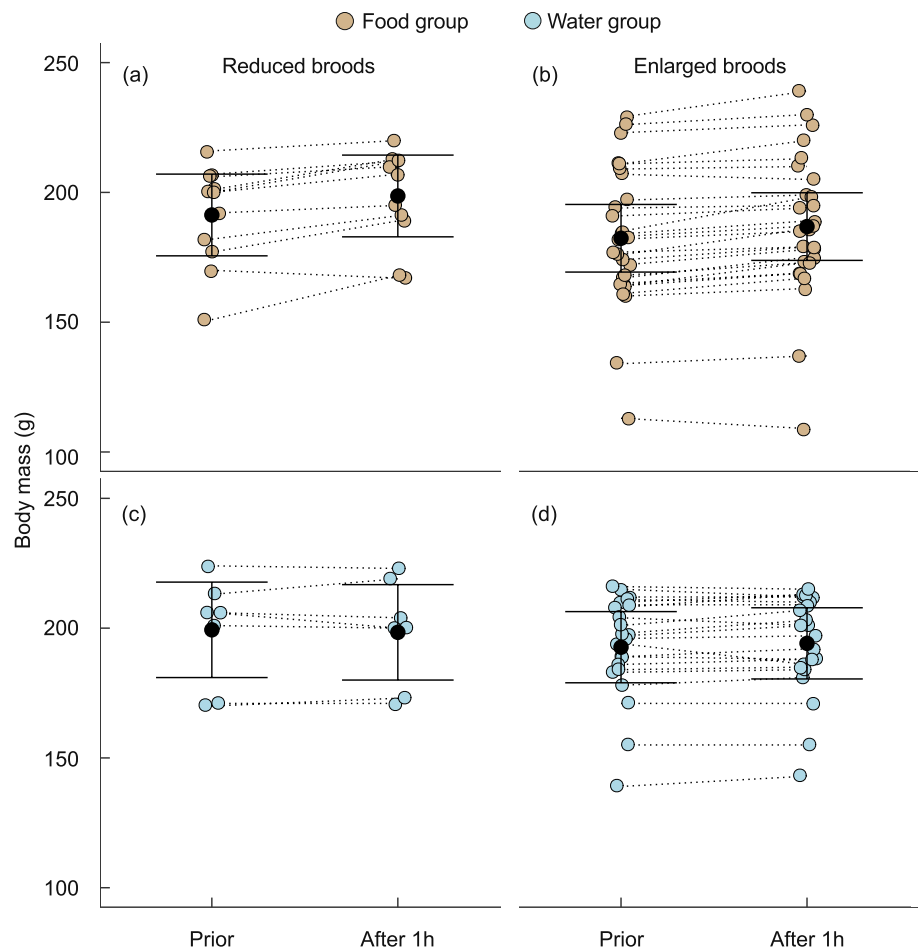 Food group Water group
(a) Reduced broods
(b) Enlarged broods
250
200
150
100
Body mass (g)
(c)
(d)
250
200
150
100
Prior After 1h Prior After 1h